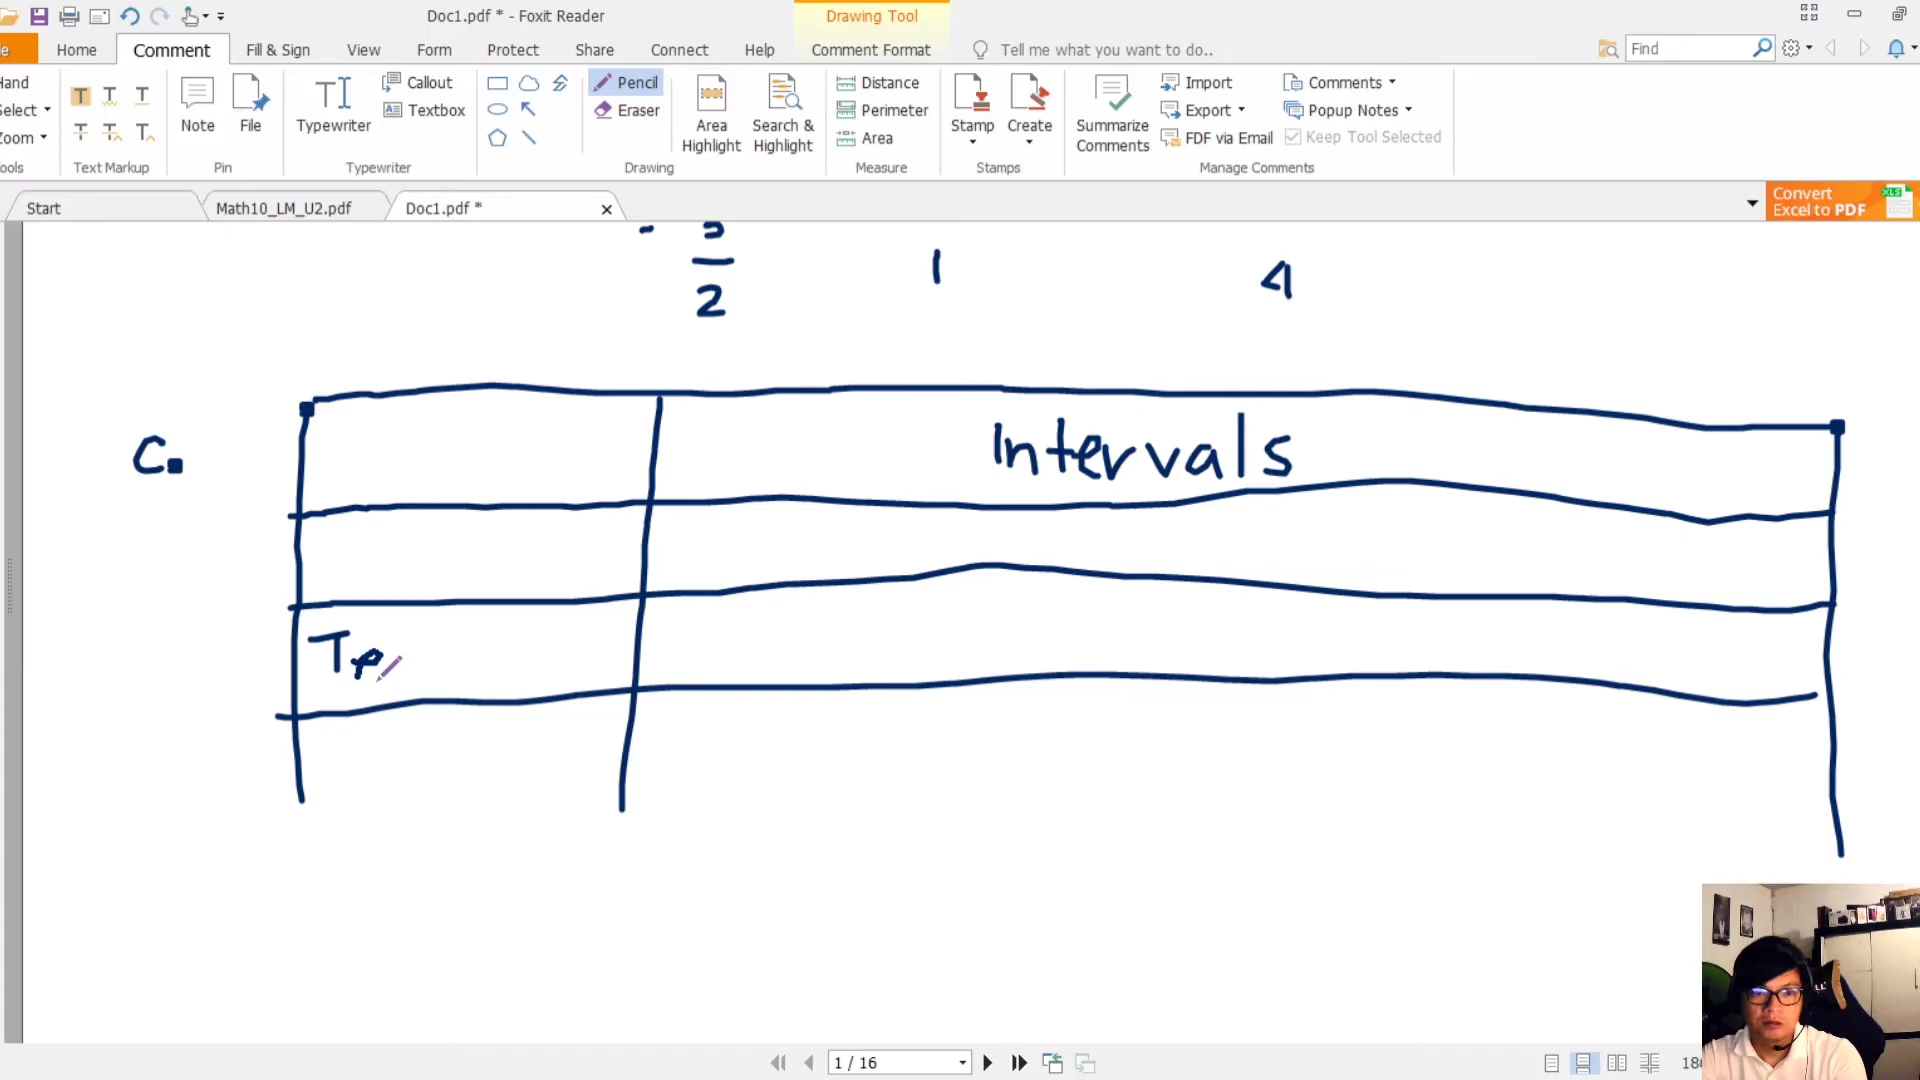 Doc1.pdf * - Foxit Reader
Drawing Tool
Home
Comment
Fill & Sign
View
Form
Protect
Share
Connect
Help
Comment Format
Tell me what you want to do..
Find
Note
File
Typewriter
Callout
Textbox
Pencil
Eraser
Area Highlight
Search & Highlight
Distance
Perimeter
Area
Stamp
Create
Summarize Comments
Import
Export
FDF via Email
Comments
Popup Notes
Keep Tool Selected
Text Markup
Pin
Typewriter
Drawing
Measure
Stamps
Manage Comments
Start
Math10_LM_U2.pdf
Doc1.pdf *
Convert
Excel to PDF
XLS
2
1
4
C.
Intervals
1 / 16